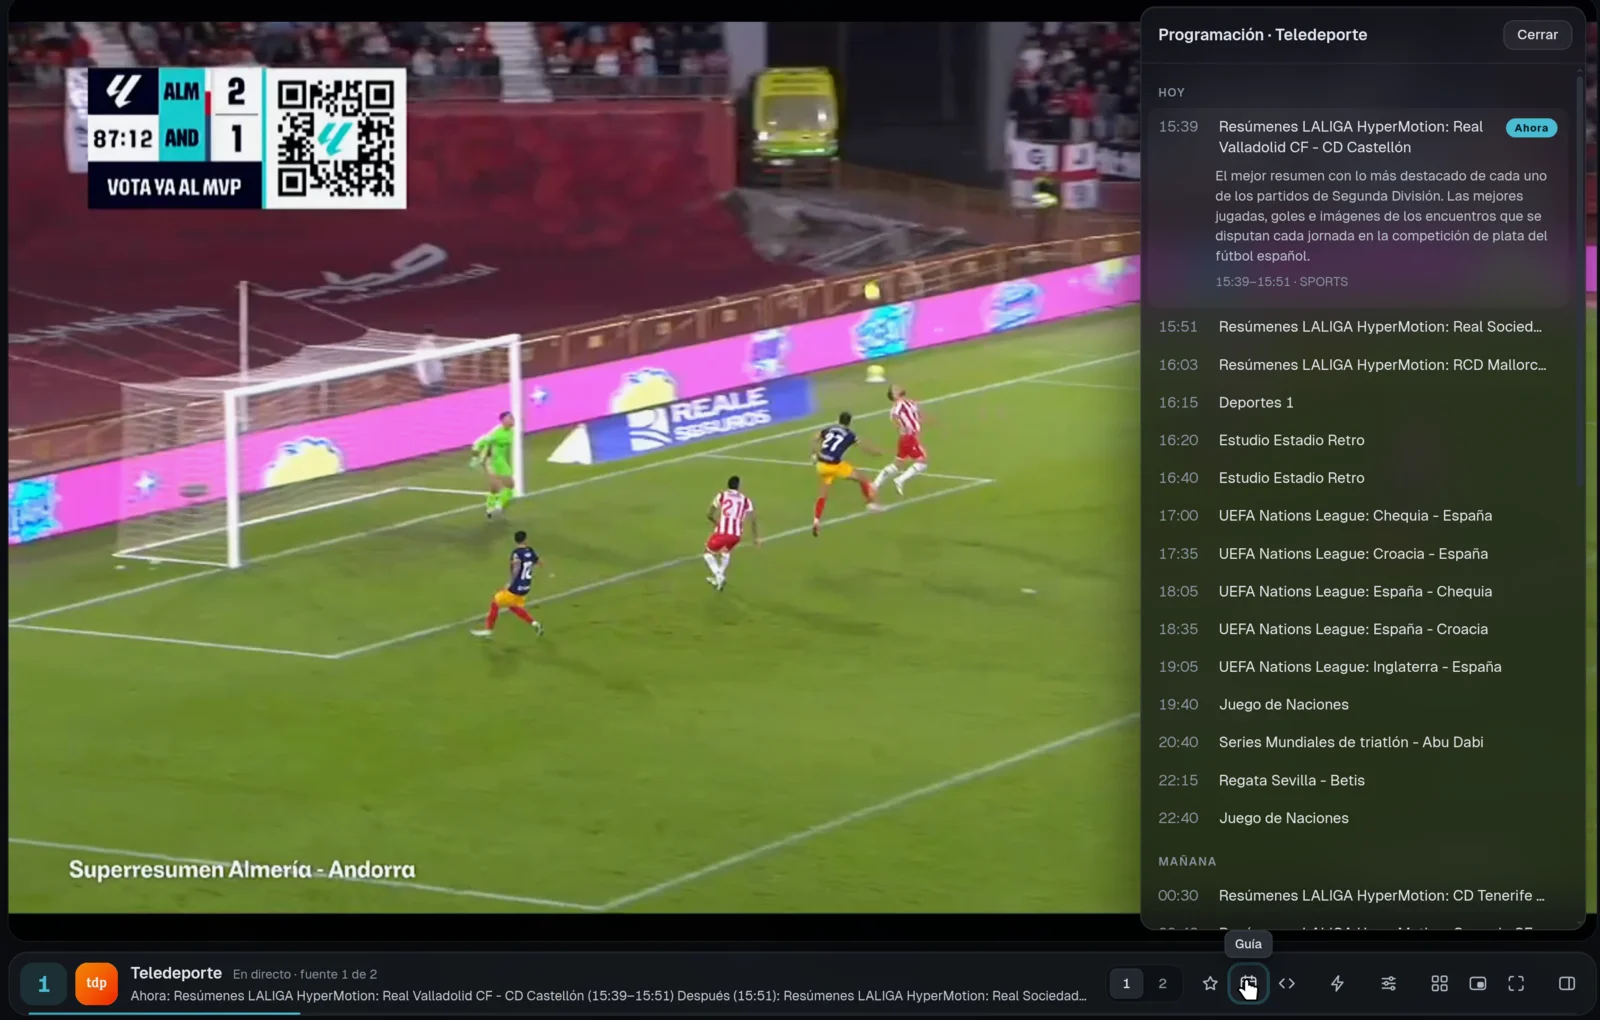 ALM 2
87:12 AND 1
VOTA YA AL MVP
REALE
SEGUROS
27
21
12
G J
Superresumen Almería - Andorra
Programación · Teledeporte
Cerrar
HOY
15:39 Resúmenes LALIGA HyperMotion: Real Ahora
Valladolid CF - CD Castellón
El mejor resumen con lo más destacado de cada uno
de los partidos de Segunda División. Las mejores
jugadas, goles e imágenes de los encuentros que se
disputan cada jornada en la competición de plata del
fútbol español.
15:39–15:51 · SPORTS
15:51 Resúmenes LALIGA HyperMotion: Real Socied...
16:03 Resúmenes LALIGA HyperMotion: RCD Mallorc...
16:15 Deportes 1
16:20 Estudio Estadio Retro
16:40 Estudio Estadio Retro
17:00 UEFA Nations League: Chequia - España
17:35 UEFA Nations League: Croacia - España
18:05 UEFA Nations League: España - Chequia
18:35 UEFA Nations League: España - Croacia
19:05 UEFA Nations League: Inglaterra - España
19:40 Juego de Naciones
20:40 Series Mundiales de triatlón - Abu Dabi
22:15 Regata Sevilla - Betis
22:40 Juego de Naciones
MAÑANA
00:30 Resúmenes LALIGA HyperMotion: CD Tenerife ...
Guía
1 tdp Teledeporte En directo · fuente 1 de 2
Ahora: Resúmenes LALIGA HyperMotion: Real Valladolid CF - CD Castellón (15:39–15:51) Después (15:51): Resúmenes LALIGA HyperMotion: Real Sociedad...
1 2